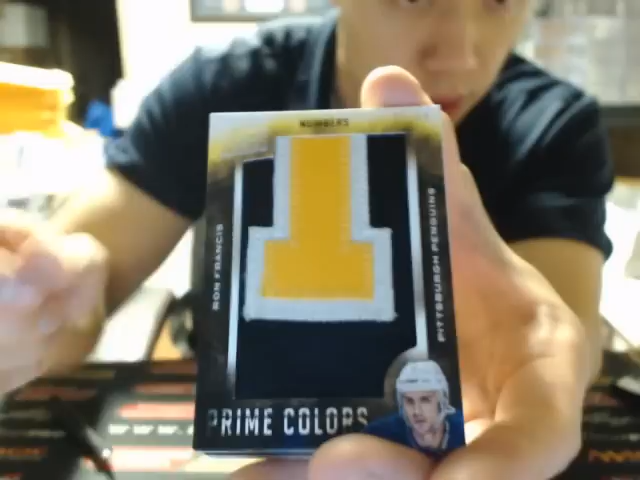 NUMBERS
RON FRANCIS
PITTSBURGH PENGUINS
PRIME COLORS